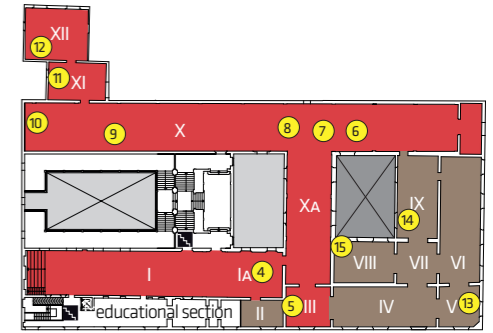 XII
12
11
XI
10
9
X
8
7
6
XA
IX
14
15
VIII
VII
VI
I
IA
4
5
III
II
IV
V
13
educational section